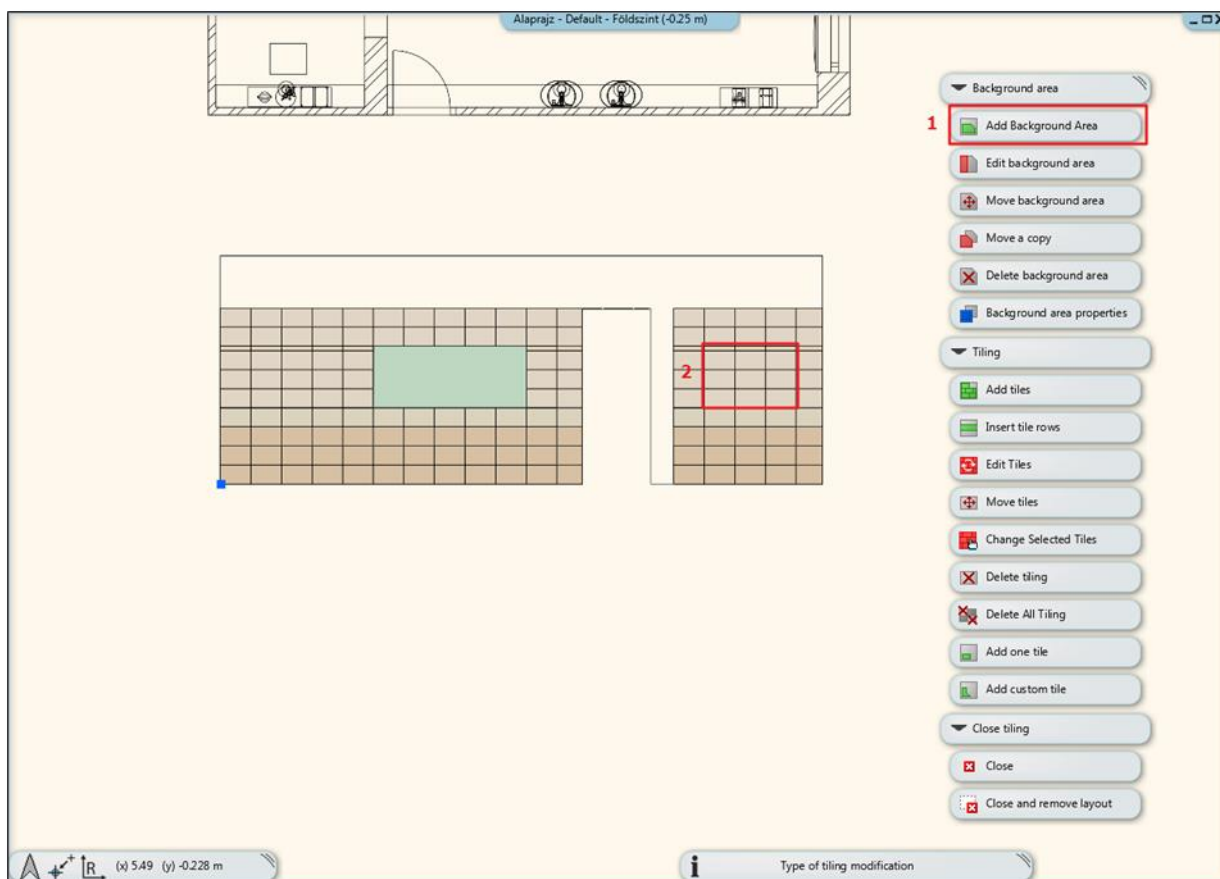 Alaprajz - Default - Földszint (-0.25 m)
Background area
1
Add Background Area
Edit background area
Move background area
Move a copy
Delete background area
Background area properties
Tiling
2
Add tiles
Insert tile rows
Edit Tiles
Move tiles
Change Selected Tiles
Delete tiling
Delete All Tiling
Add one tile
Add custom tile
Close tiling
Close
Close and remove layout
R (x) 5.49 (y) -0.228 m
i Type of tiling modification